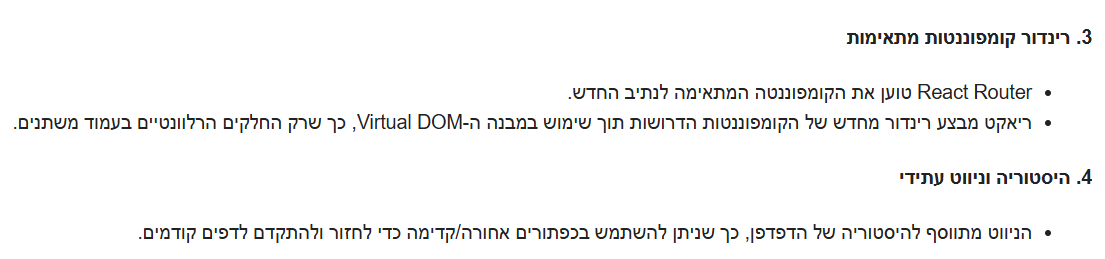 3. רינדור קומפוננטות מתאימות
• React Router טוען את הקומפוננטה המתאימה לנתיב החדש.
• ריאקט מבצע רינדור מחדש של הקומפוננטות הדרושות תוך שימוש במבנה ה-Virtual DOM, כך שרק החלקים הרלוונטיים בעמוד משתנים.
4. היסטוריה וניווט עתידי
• הניווט מתווסף להיסטוריה של הדפדפן, כך שניתן להשתמש בכפתורים אחורה/קדימה כדי לחזור ולהתקדם לדפים קודמים.